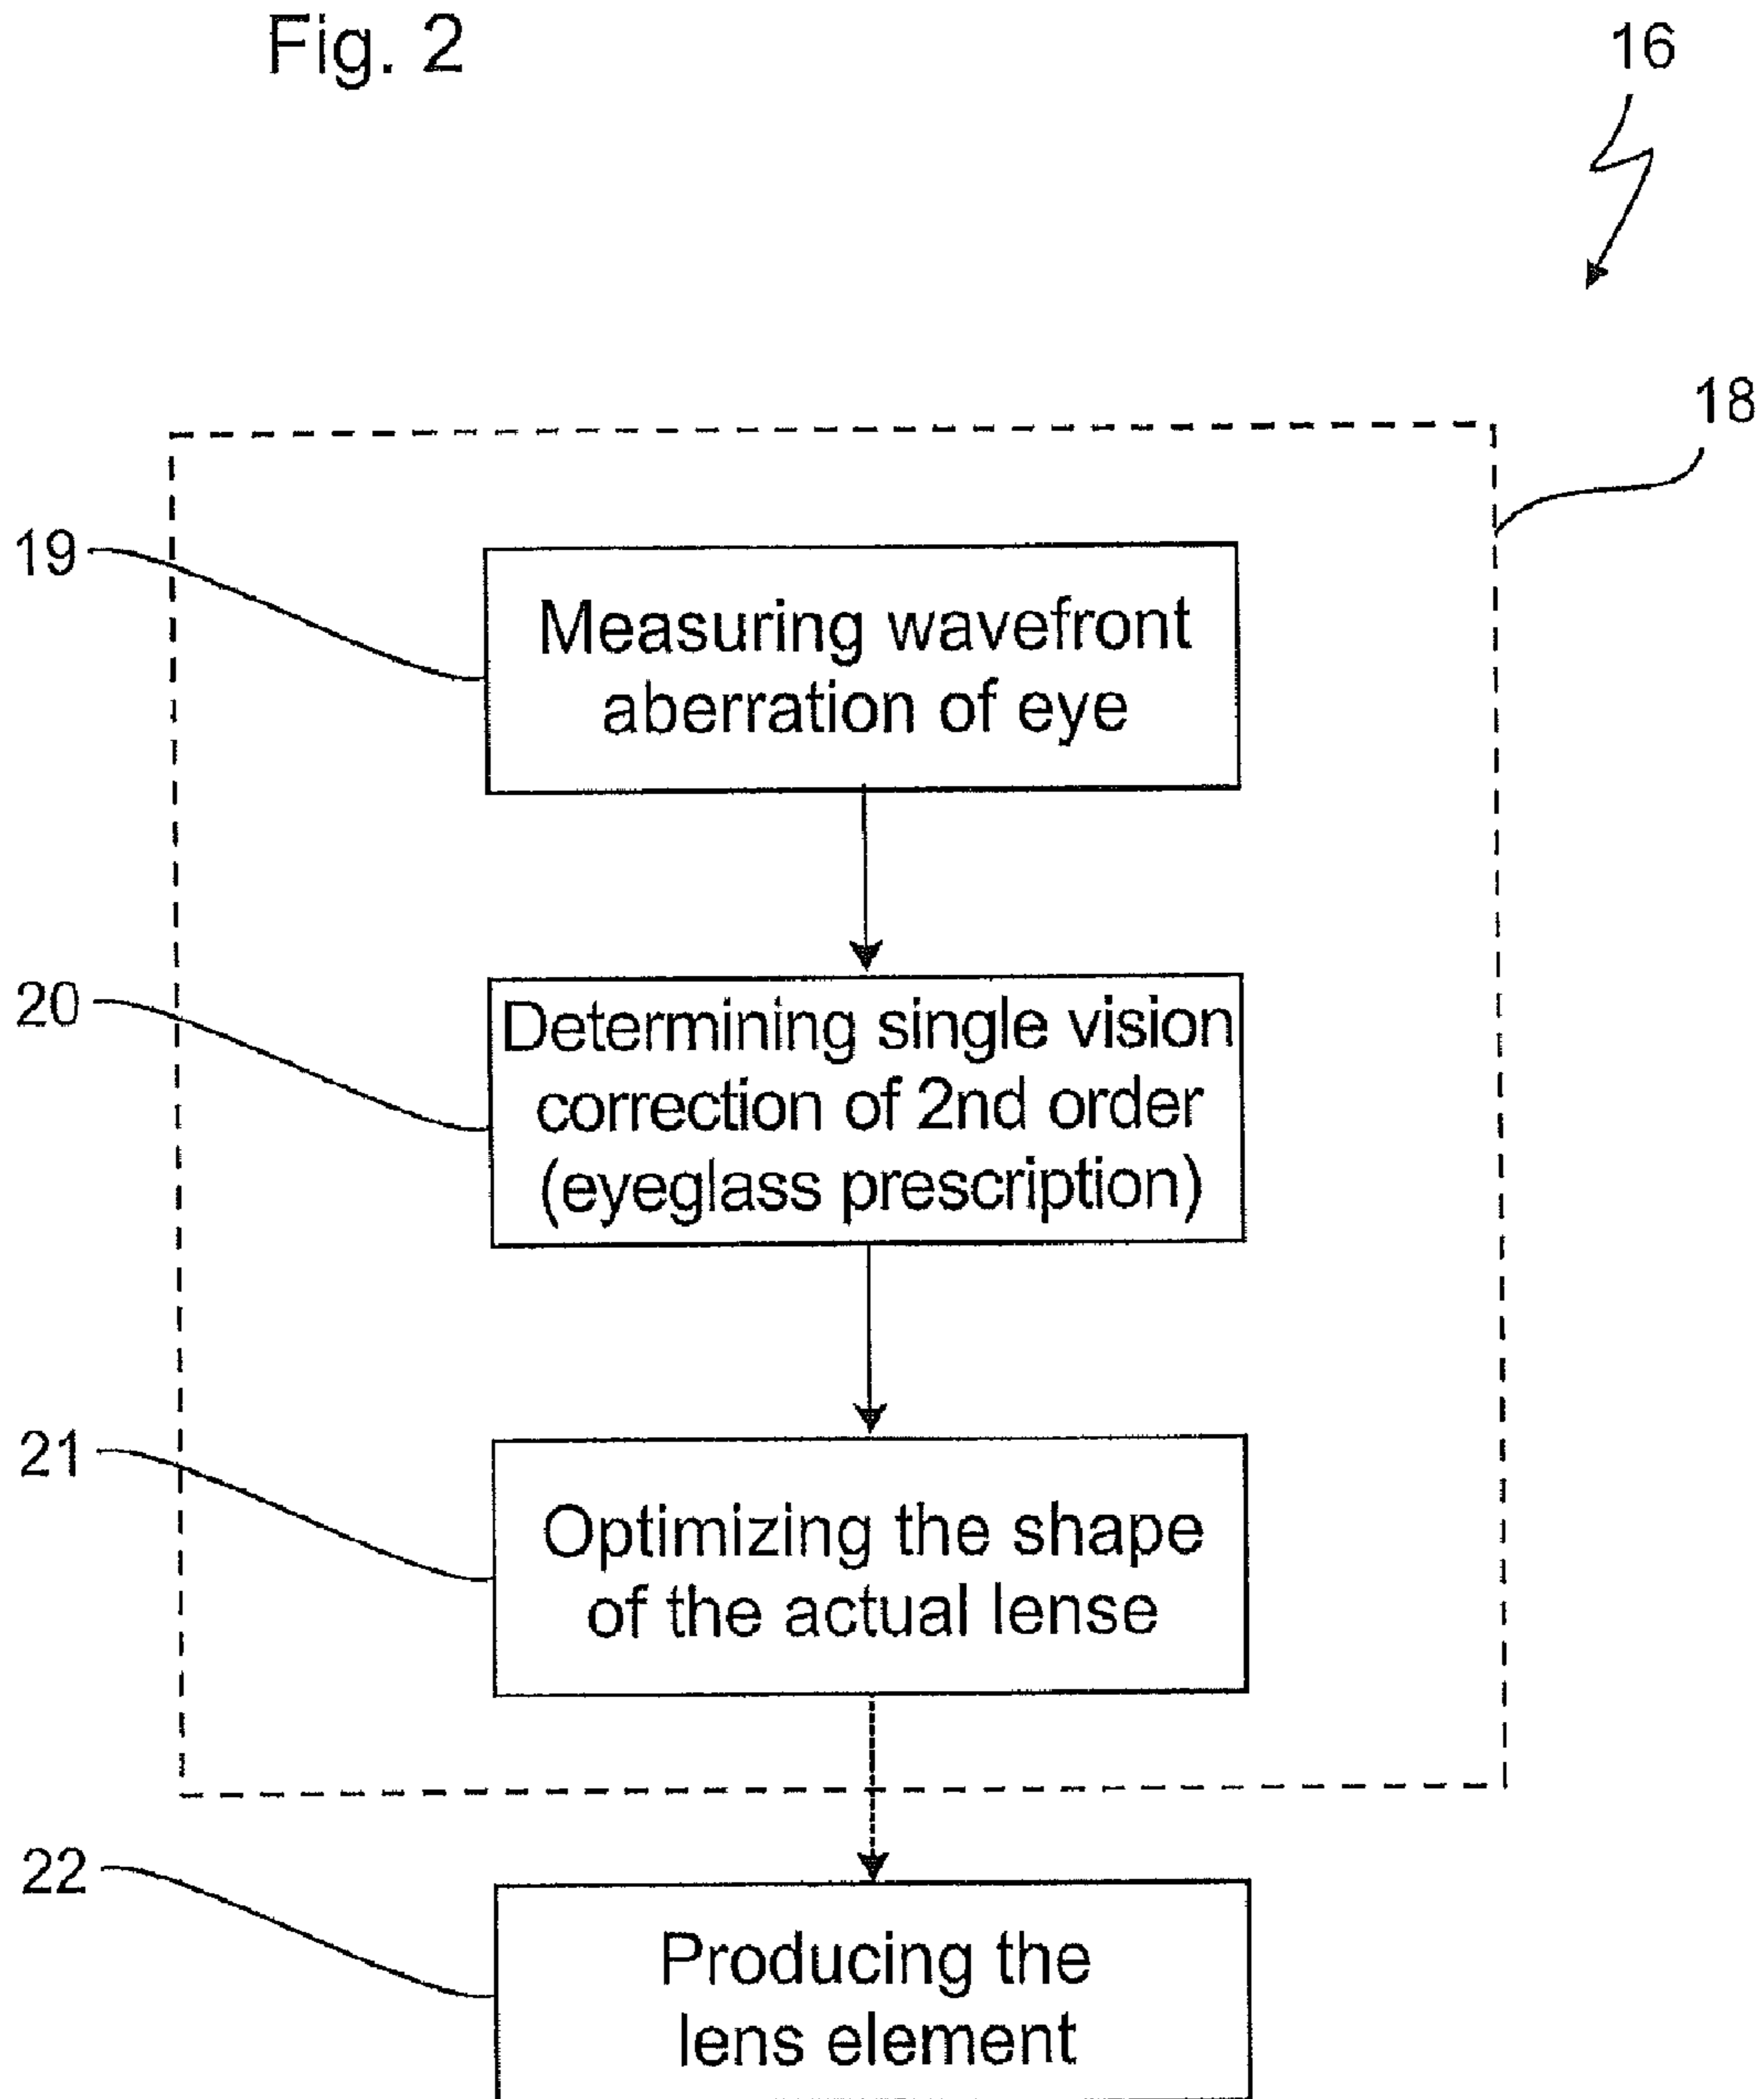 Fig. 2
16
18
19
Measuring wavefront
aberration of eye
20
Determining single vision
correction of 2nd order
(eyeglass prescription)
21
Optimizing the shape
of the actual lense
22
Producing the
lens element